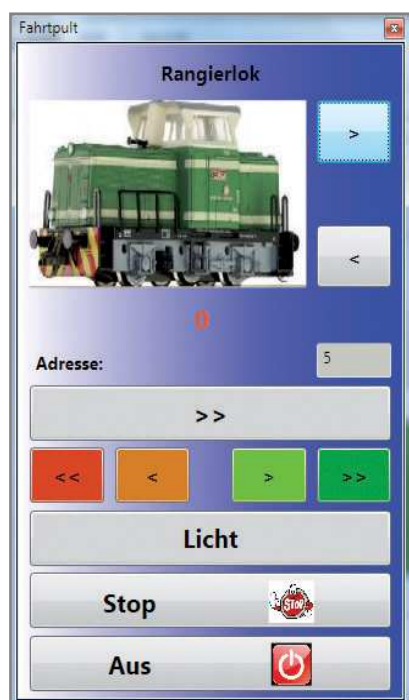 Fahrtpult
Rangierlok
>
<
0
Adresse: 5
>>
<< < > >>
Licht
Stop STOP
Aus